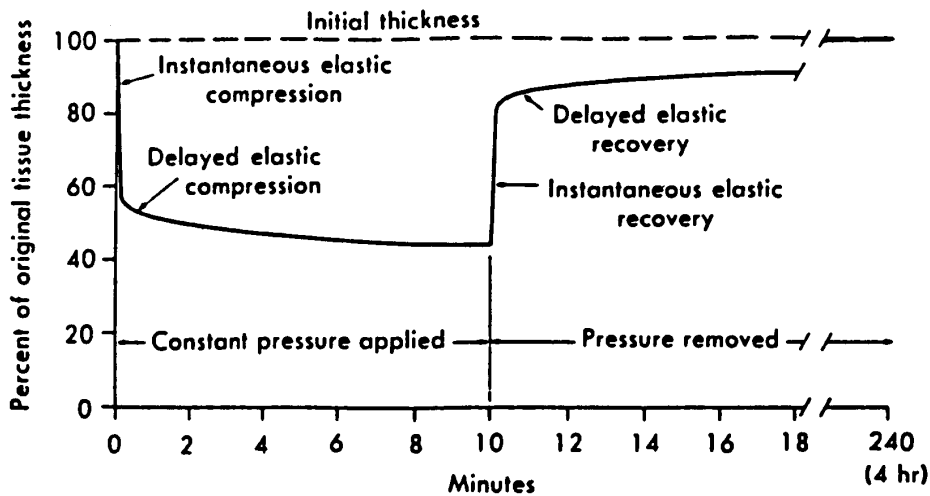 Initial thickness
Percent of original tissue thickness
100
80
60
40
20
0
Instantaneous elastic
compression
Delayed elastic
compression
Delayed elastic
recovery
Instantaneous elastic
recovery
Constant pressure applied
Pressure removed
0 2 4 6 8 10 12 14 16 18 240
(4 hr)
Minutes